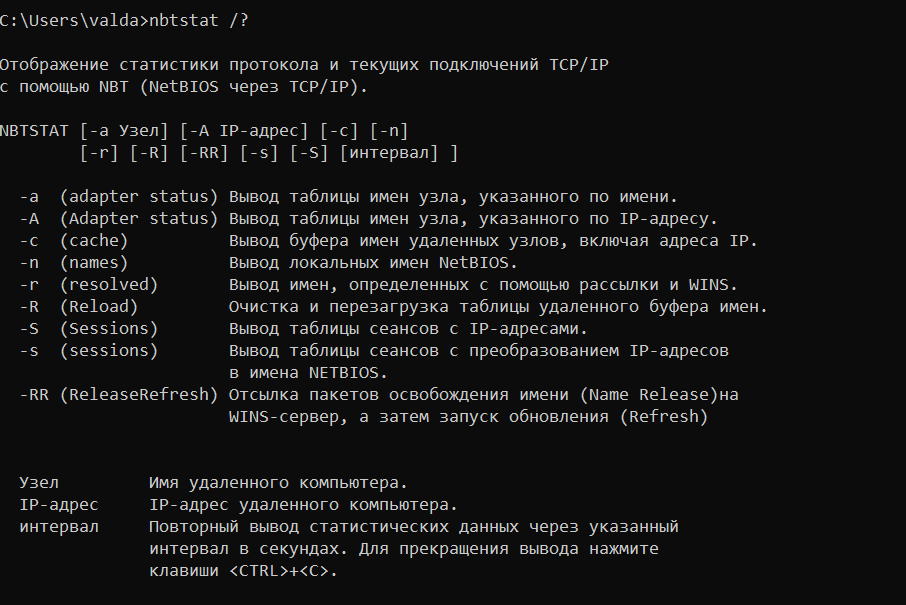 C:\Users\valda>nbtstat /?
Отображение статистики протокола и текущих подключений TCP/IP
с помощью NBT (NetBIOS через TCP/IP).
NBTSTAT [-a Узел] [-A IP-адрес] [-c] [-n]
[-r] [-R] [-RR] [-s] [-S] [интервал] ]
-a (adapter status) Вывод таблицы имен узла, указанного по имени.
-A (Adapter status) Вывод таблицы имен узла, указанного по IP-адресу.
-c (cache) Вывод буфера имен удаленных узлов, включая адреса IP.
-n (names) Вывод локальных имен NetBIOS.
-r (resolved) Вывод имен, определенных с помощью рассылки и WINS.
-R (Reload) Очистка и перезагрузка таблицы удаленного буфера имен.
-S (Sessions) Вывод таблицы сеансов с IP-адресами.
-s (sessions) Вывод таблицы сеансов с преобразованием IP-адресов
в имена NETBIOS.
-RR (ReleaseRefresh) Отсылка пакетов освобождения имени (Name Release)на
WINS-сервер, а затем запуск обновления (Refresh)
Узел Имя удаленного компьютера.
IP-адрес IP-адрес удаленного компьютера.
интервал Повторный вывод статистических данных через указанный
интервал в секундах. Для прекращения вывода нажмите
клавиши <CTRL>+<C>.